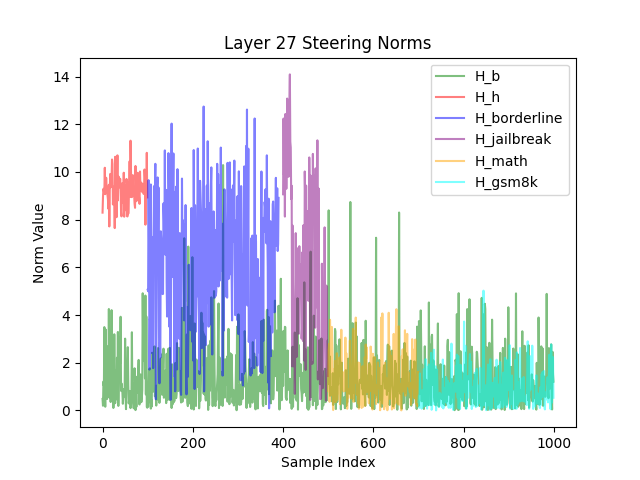 Layer 27 Steering Norms
H_b
H_h
H_borderline
H_jailbreak
H_math
H_gsm8k
14
12
10
8
6
4
2
0
Norm Value
0 200 400 600 800 1000
Sample Index